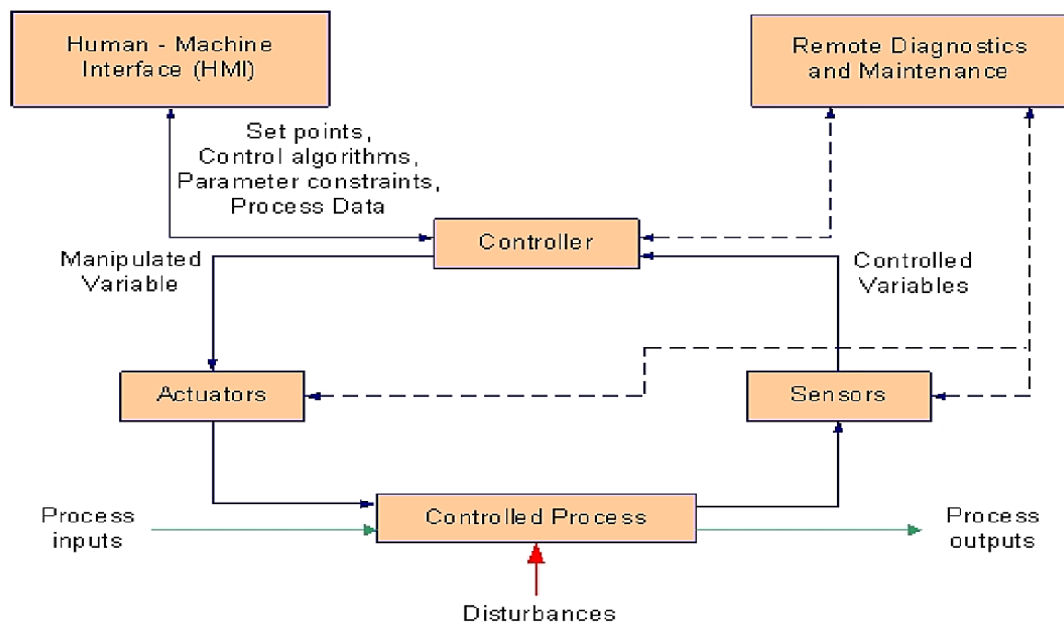 Human - Machine
Interface (HMI)
Remote Diagnostics
and Maintenance
Set points,
Control algorithms,
Parameter constraints,
Process Data
Controller
Manipulated
Variable
Controlled
Variables
Actuators
Sensors
Process
inputs
Controlled Process
Process
outputs
Disturbances